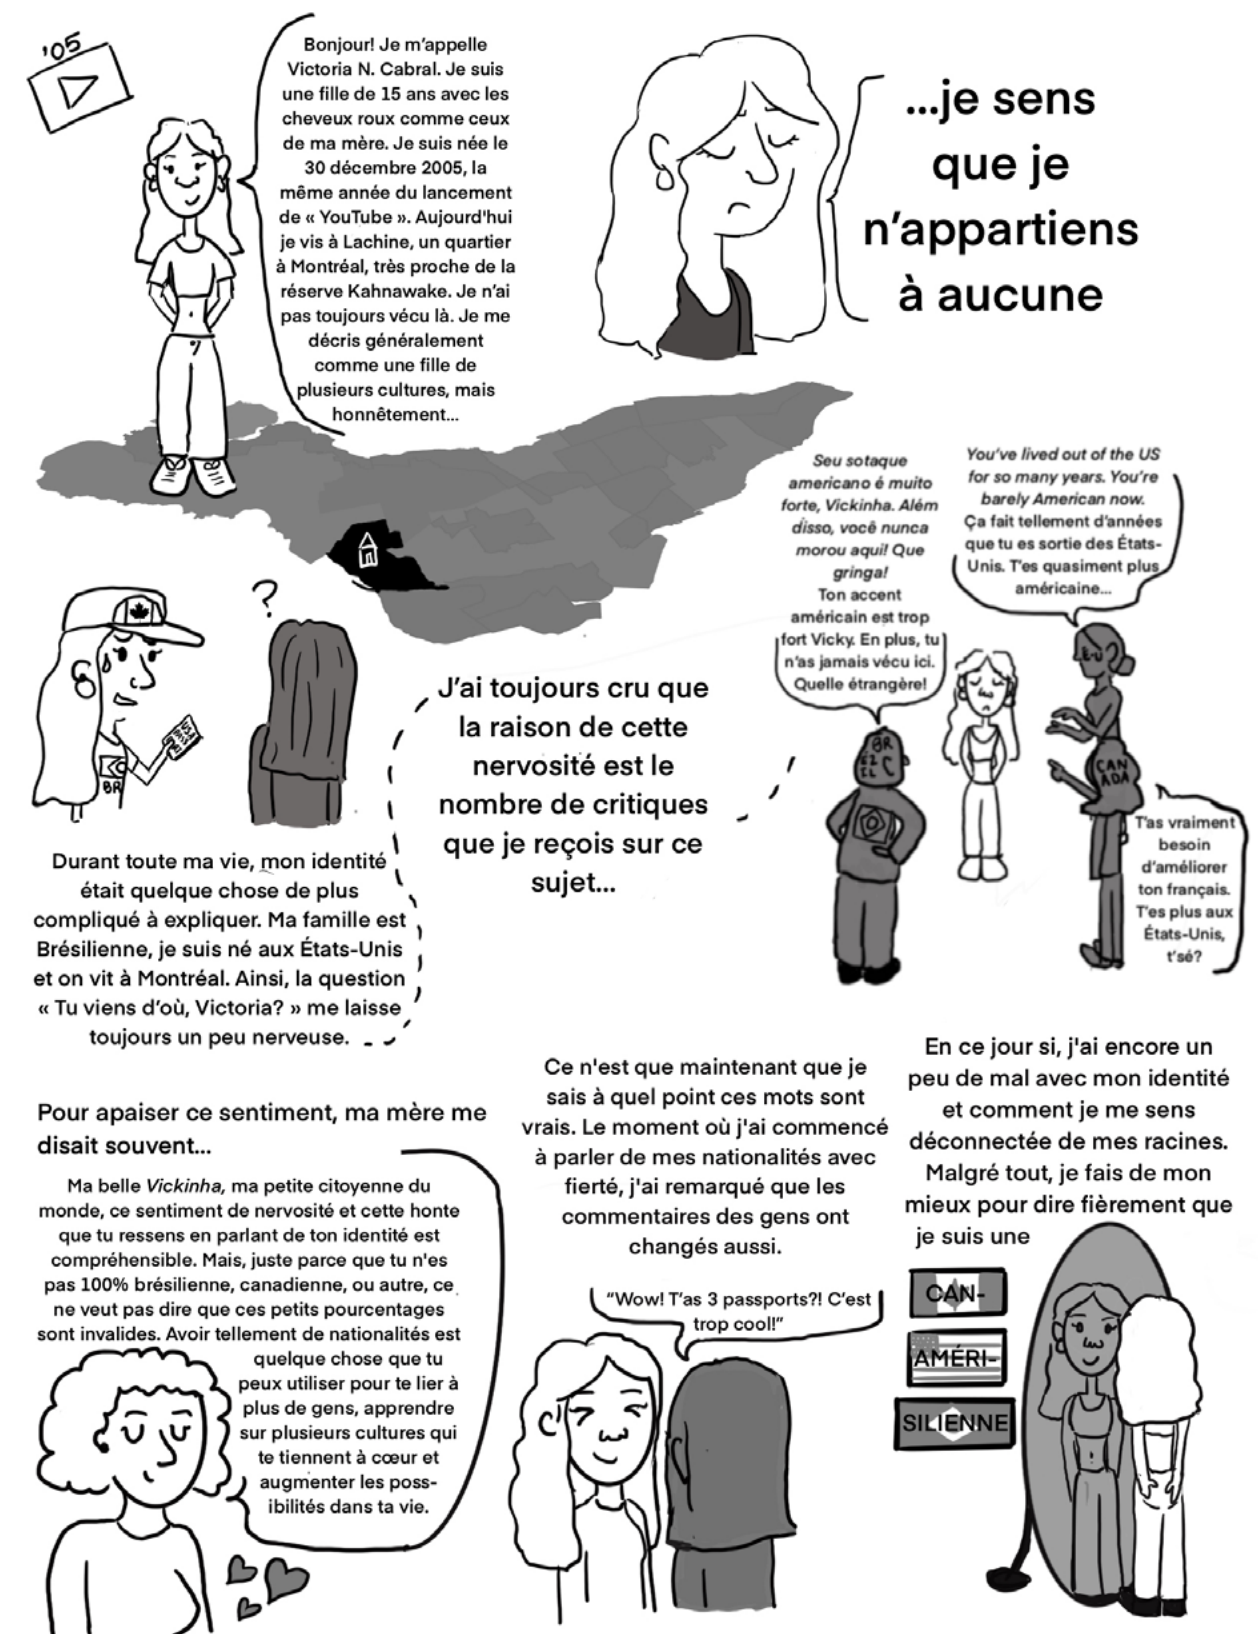 '05
Bonjour! Je m'appelle
Victoria N. Cabral. Je suis
une fille de 15 ans avec les
cheveux roux comme ceux
de ma mère. Je suis née le
30 décembre 2005, la
même année du lancement
de « YouTube ». Aujourd'hui
je vis à Lachine, un quartier
à Montréal, très proche de la
réserve Kahnawake. Je n'ai
pas toujours vécu là. Je me
décris généralement
comme une fille de
plusieurs cultures, mais
honnêtement...
...je sens
que je
n'appartiens
à aucune
?
USA
PASS
BR
Durant toute ma vie, mon identité
était quelque chose de plus
compliqué à expliquer. Ma famille est
Brésilienne, je suis né aux États-Unis
et on vit à Montréal. Ainsi, la question
« Tu viens d'où, Victoria? » me laisse
toujours un peu nerveuse.
J'ai toujours cru que
la raison de cette
nervosité est le
nombre de critiques
que je reçois sur ce
sujet...
Seu sotaque
americano é muito
forte, Vickinha. Além
disso, você nunca
morou aqui! Que
gringa!
Ton accent
américain est trop
fort Vicky. En plus, tu
n'as jamais vécu ici.
Quelle étrangère!
You've lived out of the US
for so many years. You're
barely American now.
Ça fait tellement d'années
que tu es sortie des États-
Unis. T'es quasiment plus
américaine...
BR
É-U
CAN
ADA
T'as vraiment
besoin
d'améliorer
ton français.
T'es plus aux
États-Unis,
t'sé?
Pour apaiser ce sentiment, ma mère me
disait souvent...
Ma belle Vickinha, ma petite citoyenne du
monde, ce sentiment de nervosité et cette honte
que tu ressens en parlant de ton identité est
compréhensible. Mais, juste parce que tu n'es
pas 100% brésilienne, canadienne, ou autre, ce
ne veut pas dire que ces petits pourcentages
sont invalides. Avoir tellement de nationalités est
quelque chose que tu
peux utiliser pour te lier à
plus de gens, apprendre
sur plusieurs cultures qui
te tiennent à cœur et
augmenter les poss-
ibilités dans ta vie.
Ce n'est que maintenant que je
sais à quel point ces mots sont
vrais. Le moment où j'ai commencé
à parler de mes nationalités avec
fierté, j'ai remarqué que les
commentaires des gens ont
changés aussi.
"Wow! T'as 3 passports?! C'est
trop cool!"
En ce jour si, j'ai encore un
peu de mal avec mon identité
et comment je me sens
déconnectée de mes racines.
Malgré tout, je fais de mon
mieux pour dire fièrement que
je suis une
CAN-
AMÉRI-
SILIENNE